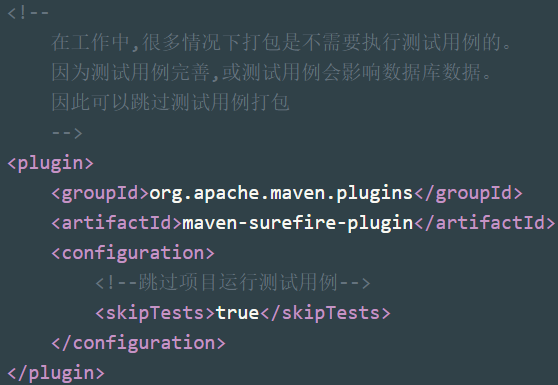 <!--
在工作中,很多情况下打包是不需要执行测试用例的。
因为测试用例完善,或测试用例会影响数据库数据。
因此可以跳过测试用例打包
-->
<plugin>
<groupId>org.apache.maven.plugins</groupId>
<artifactId>maven-surefire-plugin</artifactId>
<configuration>
<!--跳过项目运行测试用例-->
<skipTests>true</skipTests>
</configuration>
</plugin>